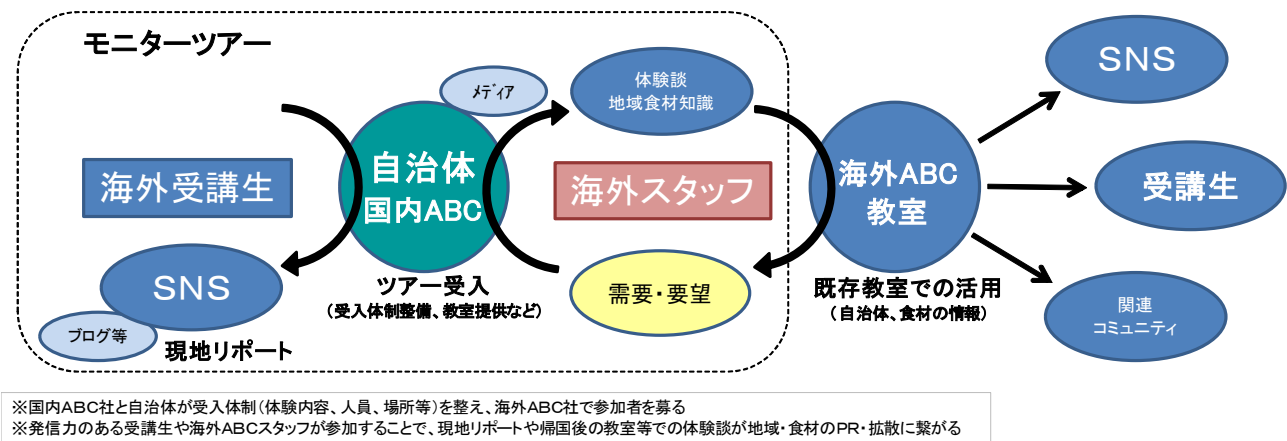 モニターツアー
メディア
体験談
地域食材知識
SNS
海外受講生
自治体
国内ABC
海外スタッフ
海外ABC
教室
受講生
SNS
ブログ等
現地リポート
ツアー受入
(受入体制整備、教室提供など)
需要・要望
既存教室での活用
(自治体、食材の情報)
関連
コミュニティ
※国内ABC社と自治体が受入体制(体験内容、人員、場所等)を整え、海外ABC社で参加者を募る
※発信力のある受講生や海外ABCスタッフが参加することで、現地リポートや帰国後の教室等での体験談が地域・食材のPR・拡散に繋がる